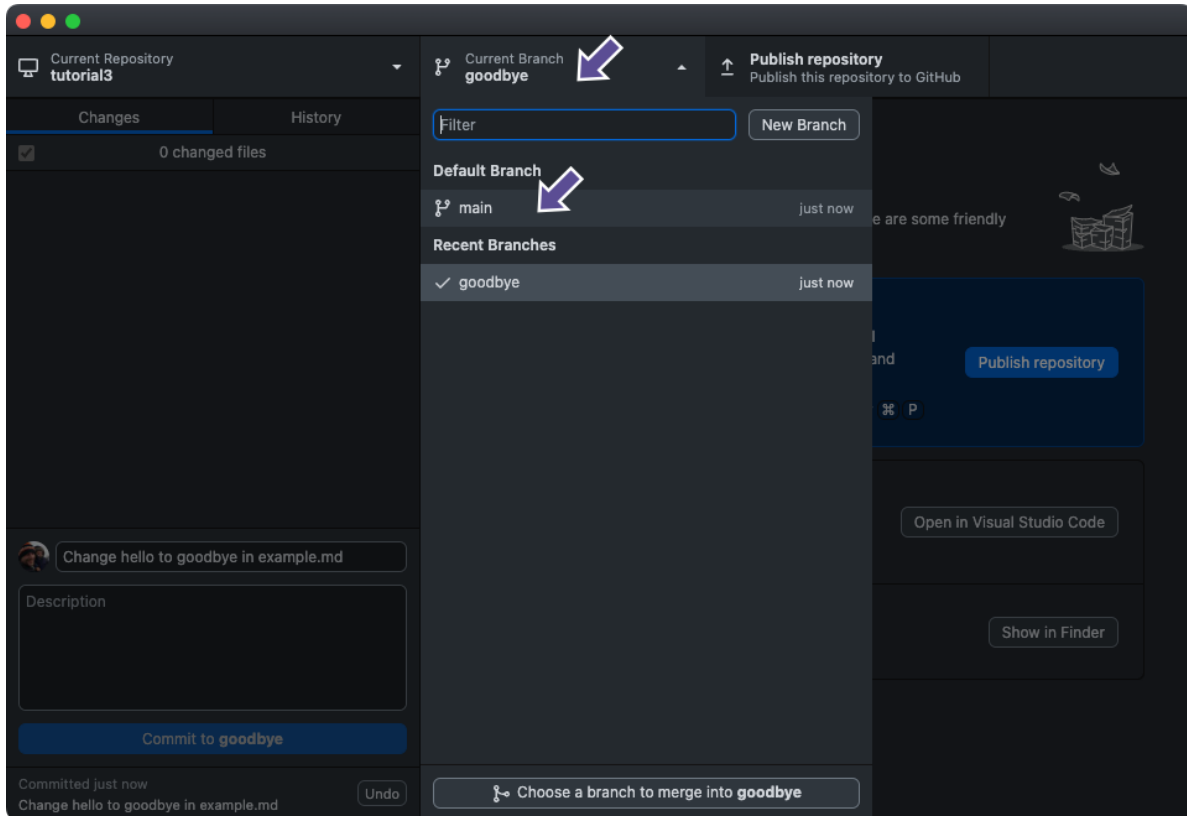 Current Repository
tutorial3
Current Branch
goodbye
Publish repository
Publish this repository to GitHub
Changes
History
0 changed files
Filter
New Branch
Default Branch
main
just now
Recent Branches
goodbye
just now
e are some friendly
and
Publish repository
⌘ P
Open in Visual Studio Code
Show in Finder
Change hello to goodbye in example.md
Description
Commit to goodbye
Committed just now
Change hello to goodbye in example.md
Undo
Choose a branch to merge into goodbye